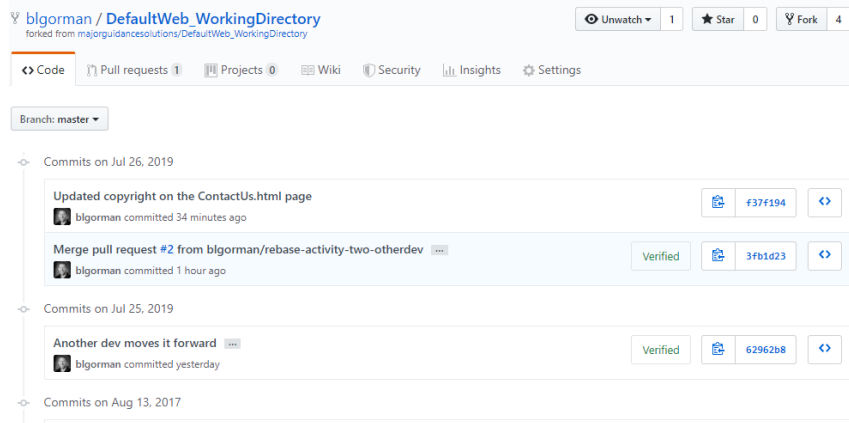 blgorman / DefaultWeb_WorkingDirectory
forked from majorguidancesolutions/DefaultWeb_WorkingDirectory
Unwatch 1 Star 0 Fork 4
Code Pull requests 1 Projects 0 Wiki Security Insights Settings
Branch: master
Commits on Jul 26, 2019
Updated copyright on the ContactUs.html page
blgorman committed 34 minutes ago
f37f194
Merge pull request #2 from blgorman/rebase-activity-two-otherdev ...
blgorman committed 1 hour ago
Verified 3fb1d23
Commits on Jul 25, 2019
Another dev moves it forward ...
blgorman committed yesterday
Verified 62962b8
Commits on Aug 13, 2017